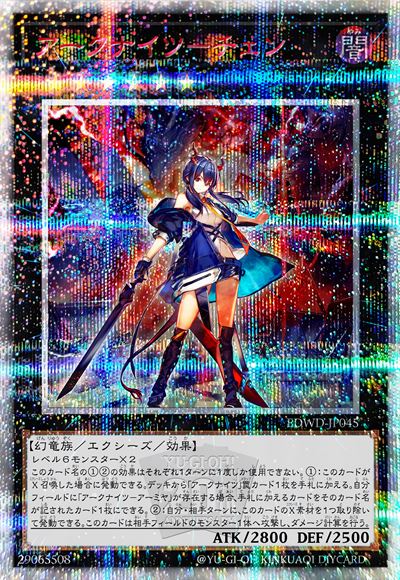 アークナイツーチェン
闇
BDWD-JP045
【幻竜族／エクシーズ／効果】
レベル6モンスター×2
このカード名の①②の効果はそれぞれ1ターンに1度しか使用できない。①：このカードが
X召喚した場合に発動できる。デッキから「アークナイツ」罠カード1枚を手札に加える。自分
フィールドに「アークナイツーアーミヤ」が存在する場合、手札に加えるカードをそのカード名
が記されたカード1枚にできる。②：自分・相手ターンに、このカードのX素材を1つ取り除い
て発動できる。このカードは相手フィールドのモンスター1体へ攻撃し、ダメージ計算を行う。
ATK/2800 DEF/2500
29065508
@YU-GI-OH KINKUAQI DIYCARD